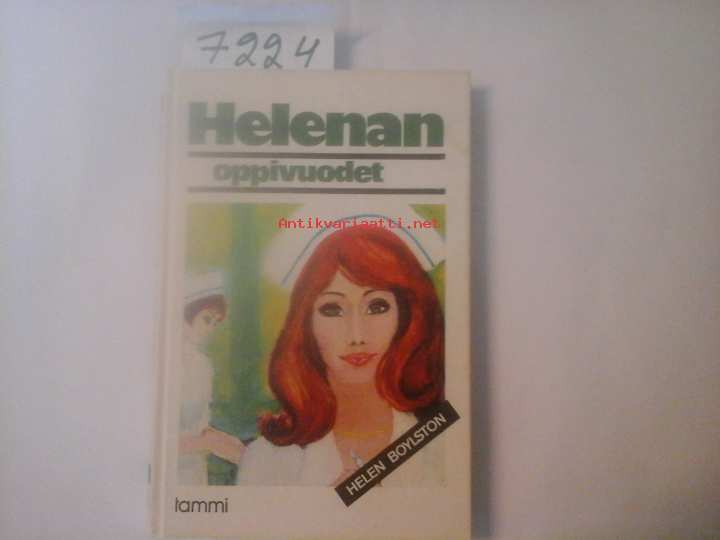 7224
Helenan
oppivuodet
Antikvariaatti.net
HELEN BOYLSTON
tammi